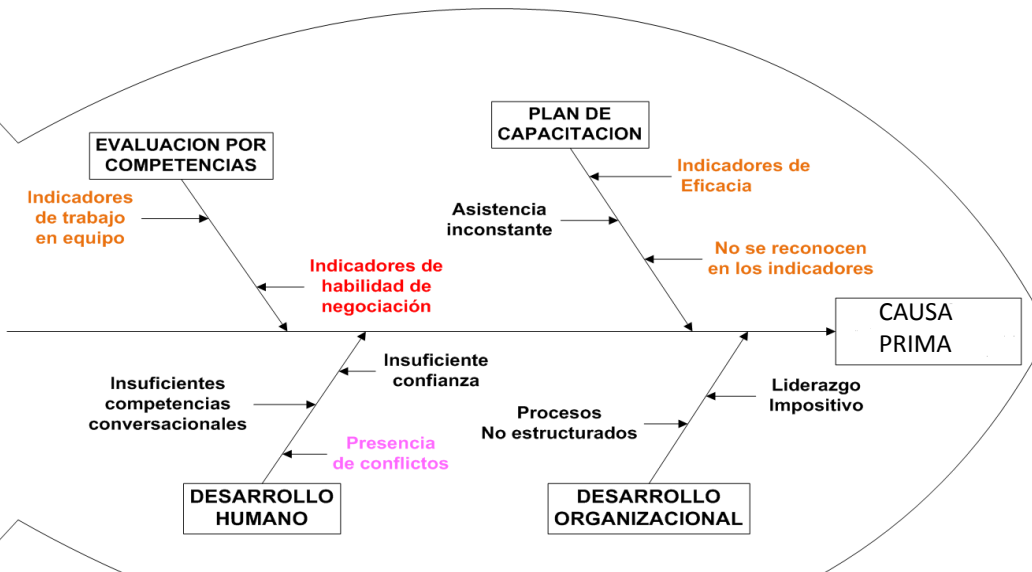 EVALUACION POR
COMPETENCIAS
Indicadores
de trabajo
en equipo
Indicadores de
habilidad de
negociación
PLAN DE
CAPACITACION
Indicadores de
Eficacia
Asistencia
inconstante
No se reconocen
en los indicadores
CAUSA
PRIMA
Insuficiente
confianza
Insuficientes
competencias
conversacionales
Presencia
de conflictos
DESARROLLO
HUMANO
Liderazgo
Impositivo
Procesos
No estructurados
DESARROLLO
ORGANIZACIONAL